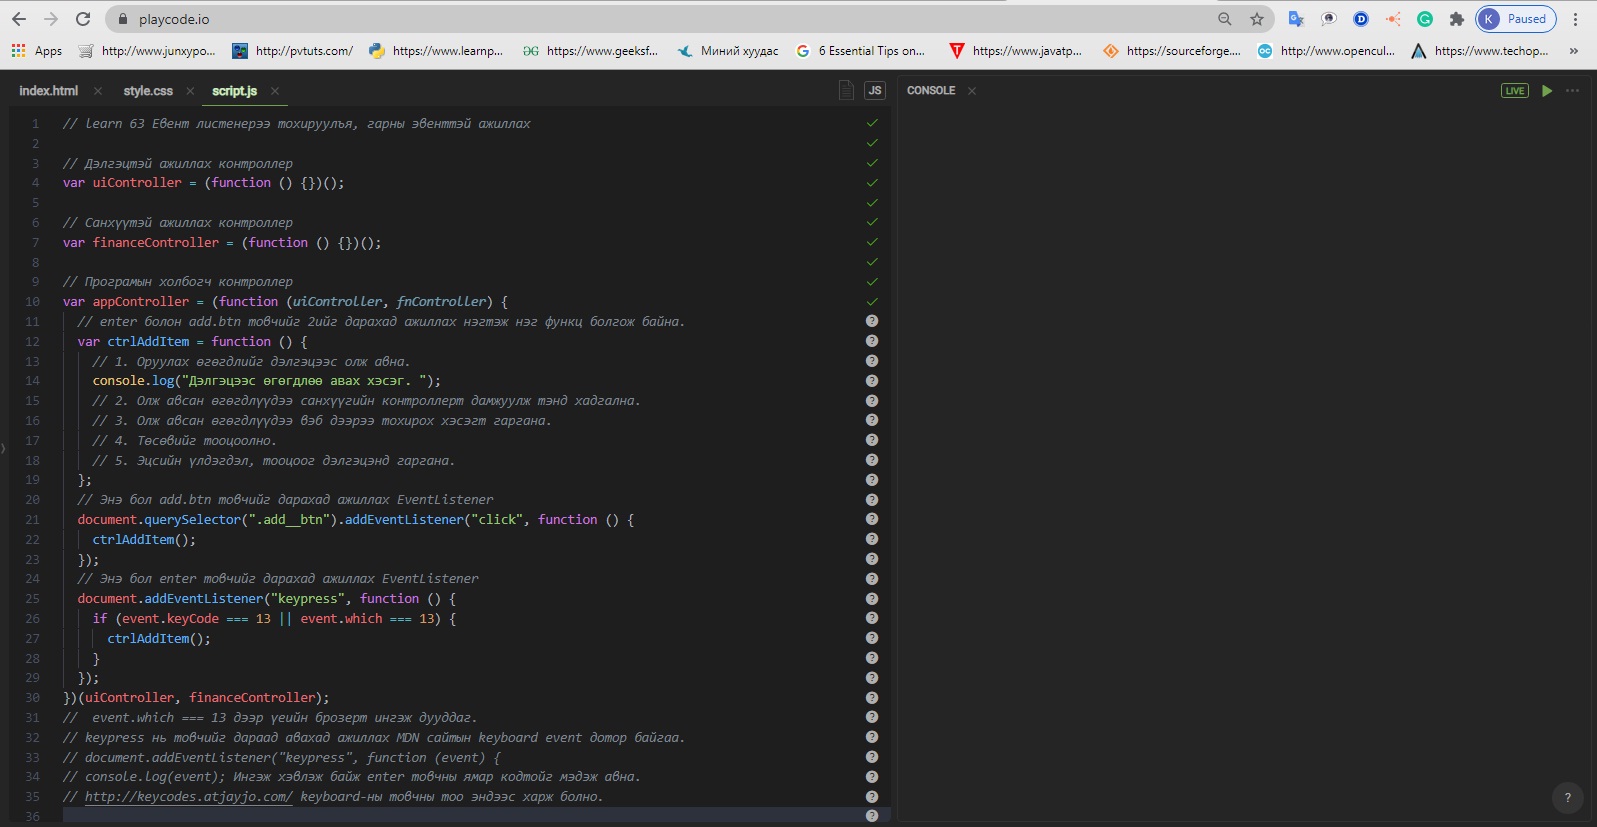 playcode.io
K Paused
Apps http://www.junxypo... http://pvtuts.com/ https://www.learnp... https://www.geeksf... Миний хуудас 6 Essential Tips on... https://www.javatp... https://sourceforge.... http://www.opencul... https://www.techop... »
index.html × style.css × script.js × JS
CONSOLE × LIVE
1 // learn 63 Евент листенерээ тохируулъя, гарны эвенттэй ажиллах
2
3 // Дэлгэцтэй ажиллах контроллер
4 var uiController = (function () {})();
5
6 // Санхүүтэй ажиллах контроллер
7 var financeController = (function () {})();
8
9 // Програмын холбогч контроллер
10 var appController = (function (uiController, fnController) {
11 // enter болон add.btn товчийг 2ийг дарахад ажиллах нэгтэж нэг функц болгож байна.
12 var ctrlAddItem = function () {
13 // 1. Оруулах өгөгдлийг дэлгэцээс олж авна.
14 console.log("Дэлгэцээс өгөгдлөө авах хэсэг. ");
15 // 2. Олж авсан өгөгдлүүдээ санхүүгийн контроллерт дамжуулж тэнд хадгална.
16 // 3. Олж авсан өгөгдлүүдээ вэб дээрээ тохирох хэсэгт гаргана.
17 // 4. Төсөвийг тооцоолно.
18 // 5. Эцсийн үлдэгдэл, тооцоог дэлгэцэнд гаргана.
19 };
20 // Энэ бол add.btn товчийг дарахад ажиллах EventListener
21 document.querySelector(".add__btn").addEventListener("click", function () {
22 ctrlAddItem();
23 });
24 // Энэ бол enter товчийг дарахад ажиллах EventListener
25 document.addEventListener("keypress", function () {
26 if (event.keyCode === 13 || event.which === 13) {
27 ctrlAddItem();
28 }
29 });
30 })(uiController, financeController);
31 //  event.which === 13 дээр үеийн брозерт ингэж дууддаг.
32 // keypress нь товчийг дараад авахад ажиллах MDN сайтын keyboard event дотор байгаа.
33 // document.addEventListener("keypress", function (event) {
34 // console.log(event); Ингэж хэвлэж байж enter товчны ямар кодтойг мэдэж авна.
35 // http://keycodes.atjayjo.com/ keyboard-ны товчны тоо эндээс харж болно.
36
?